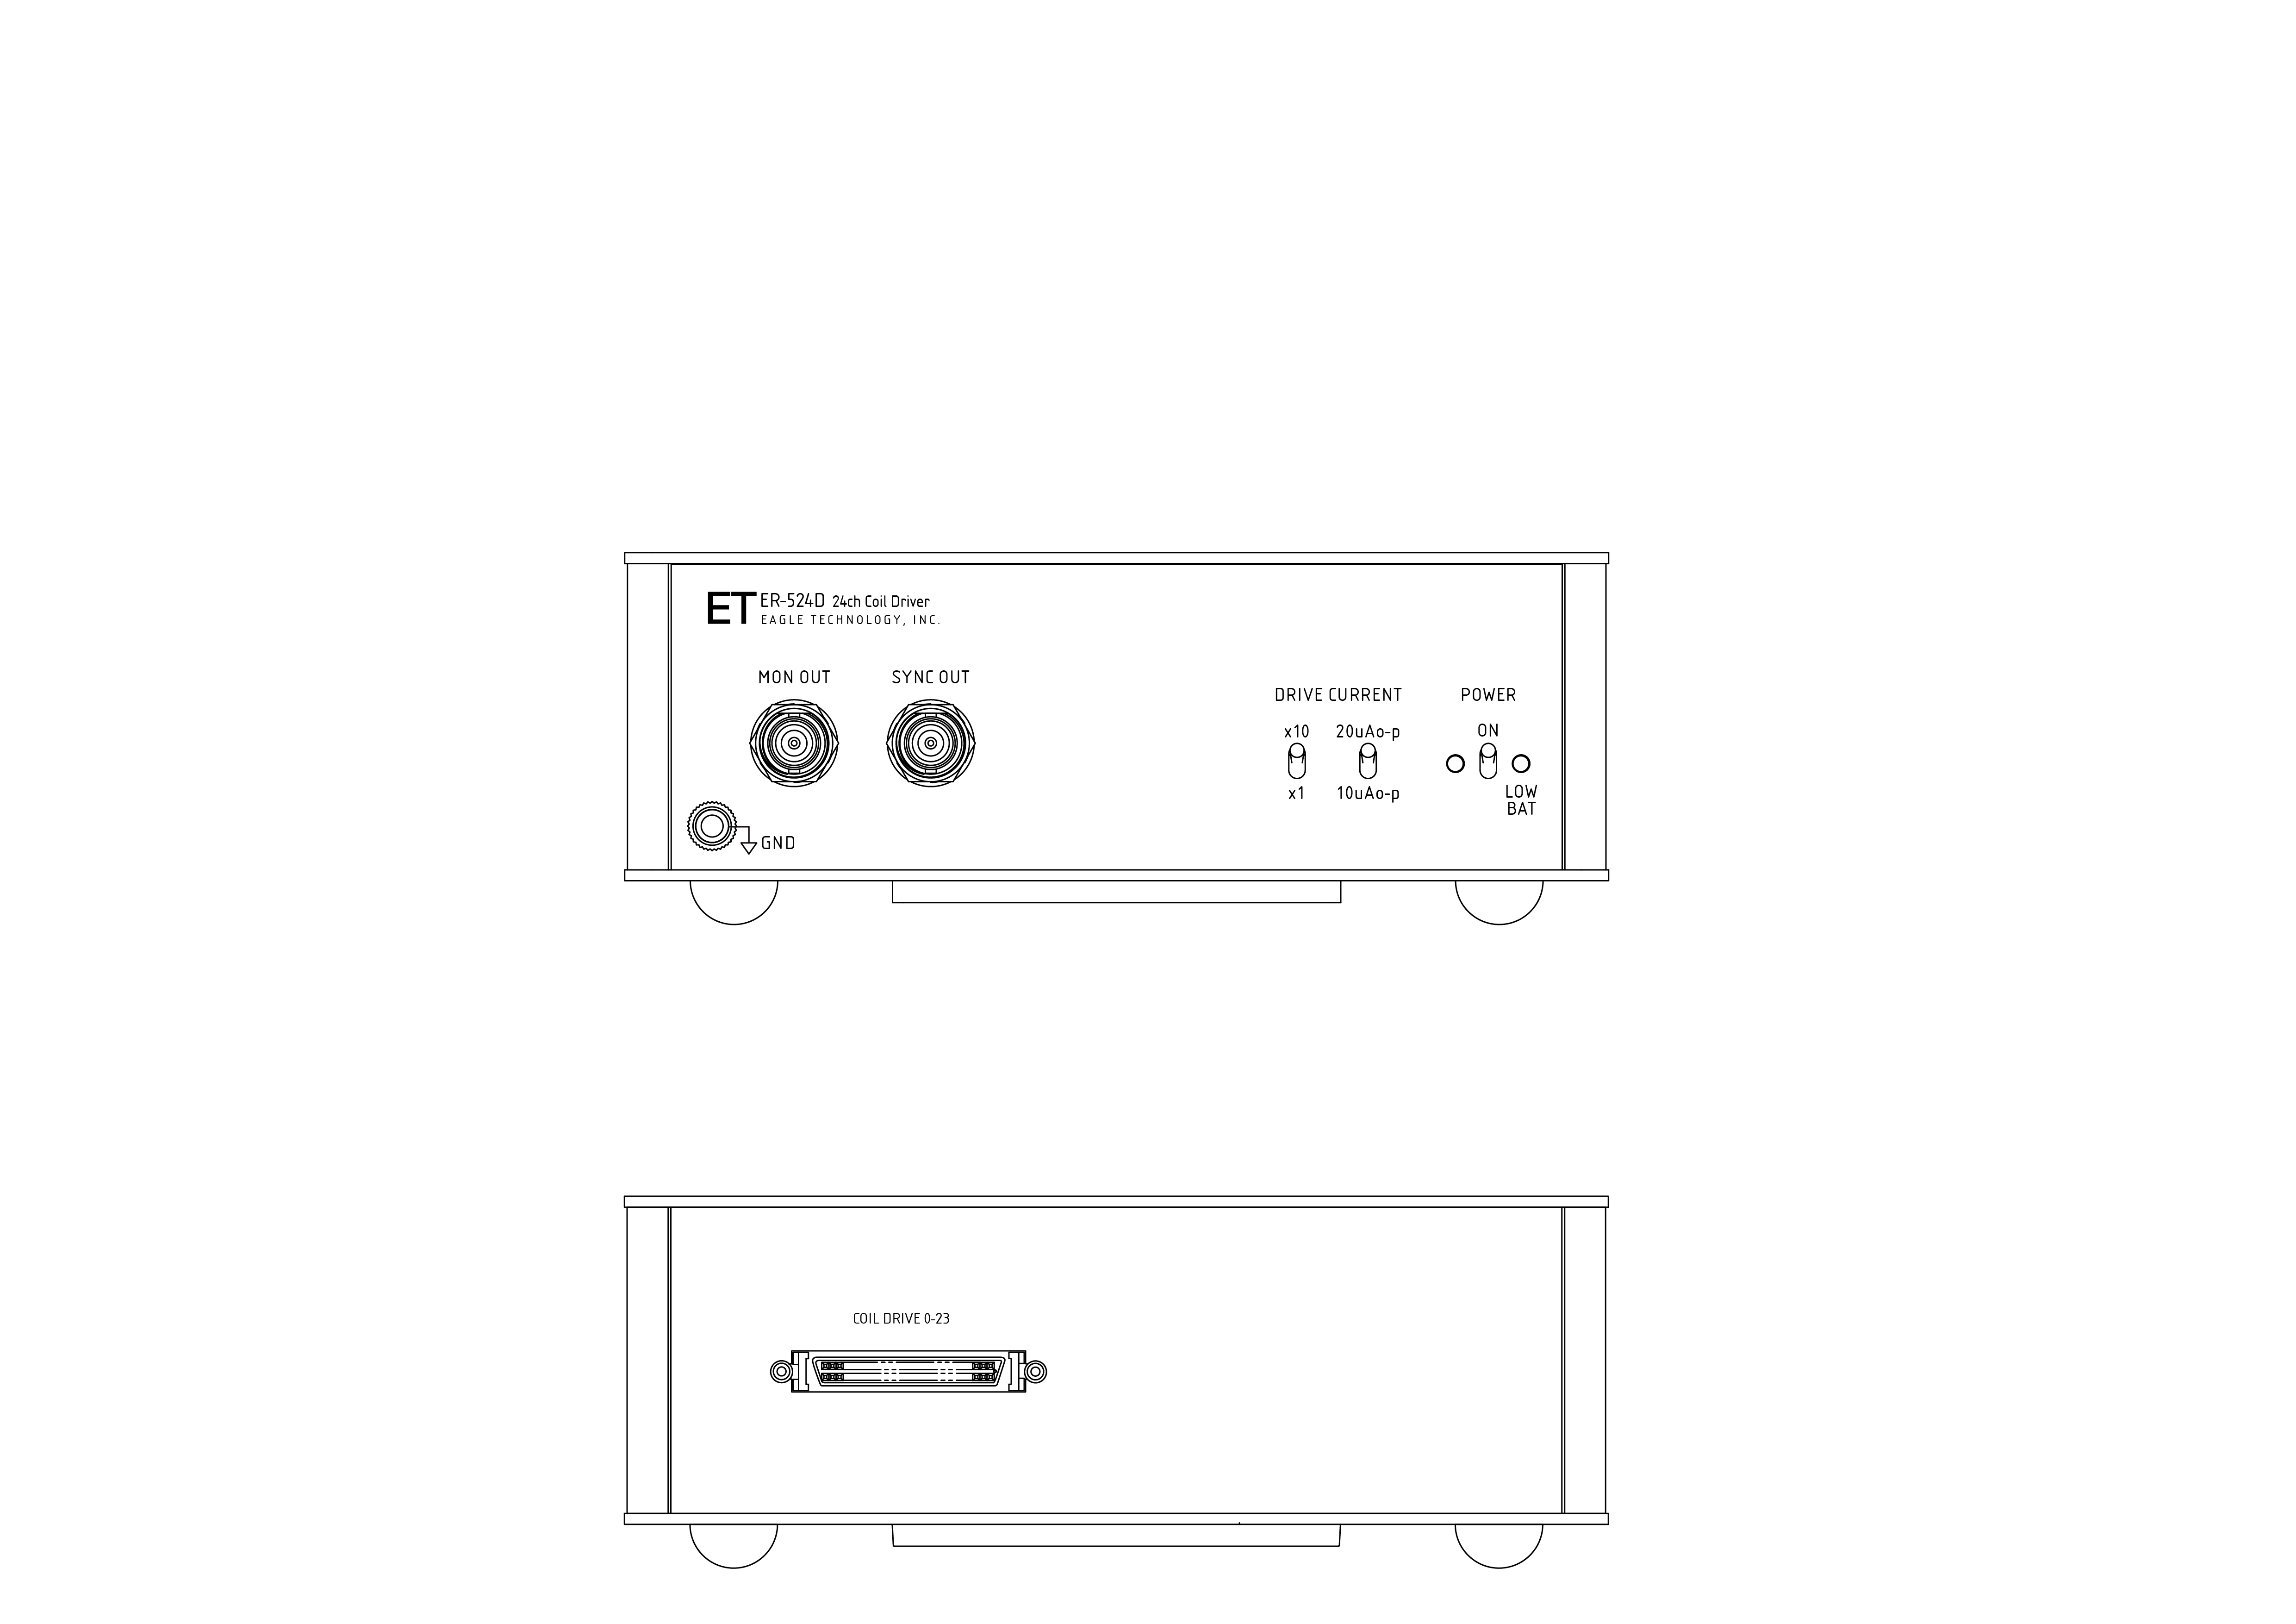 ET ER-524D 24ch Coil Driver
EAGLE TECHNOLOGY, INC.
MON OUT
SYNC OUT
DRIVE CURRENT
POWER
x10
20uAo-p
ON
x1
10uAo-p
LOW
BAT
GND
COIL DRIVE 0-23